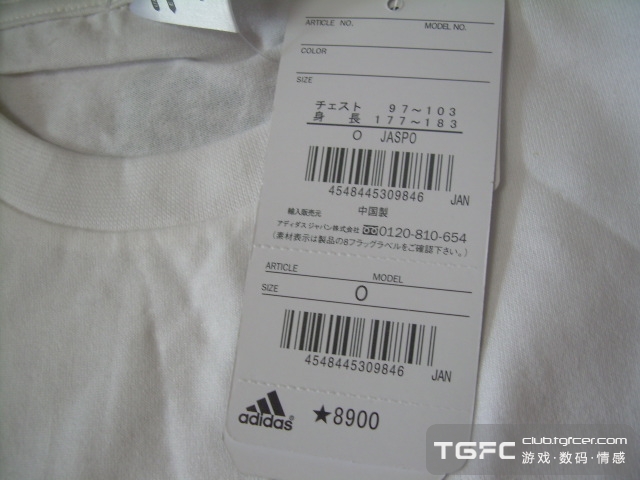 ARTICLE NO. MODEL NO.
COLOR
SIZE
チェスト 97～103
身 長 177～183
O JASPO
4548445309846 JAN
輸入販売元 中国製
アディダス ジャパン株式会社 0120-810-654
(素材表示は製品の8フラッグラベルをご確認下さい。)
ARTICLE MODEL
SIZE O
4548445309846 JAN
adidas ★8900
TGFC club.tgfcer.com
游戏·数码·情感